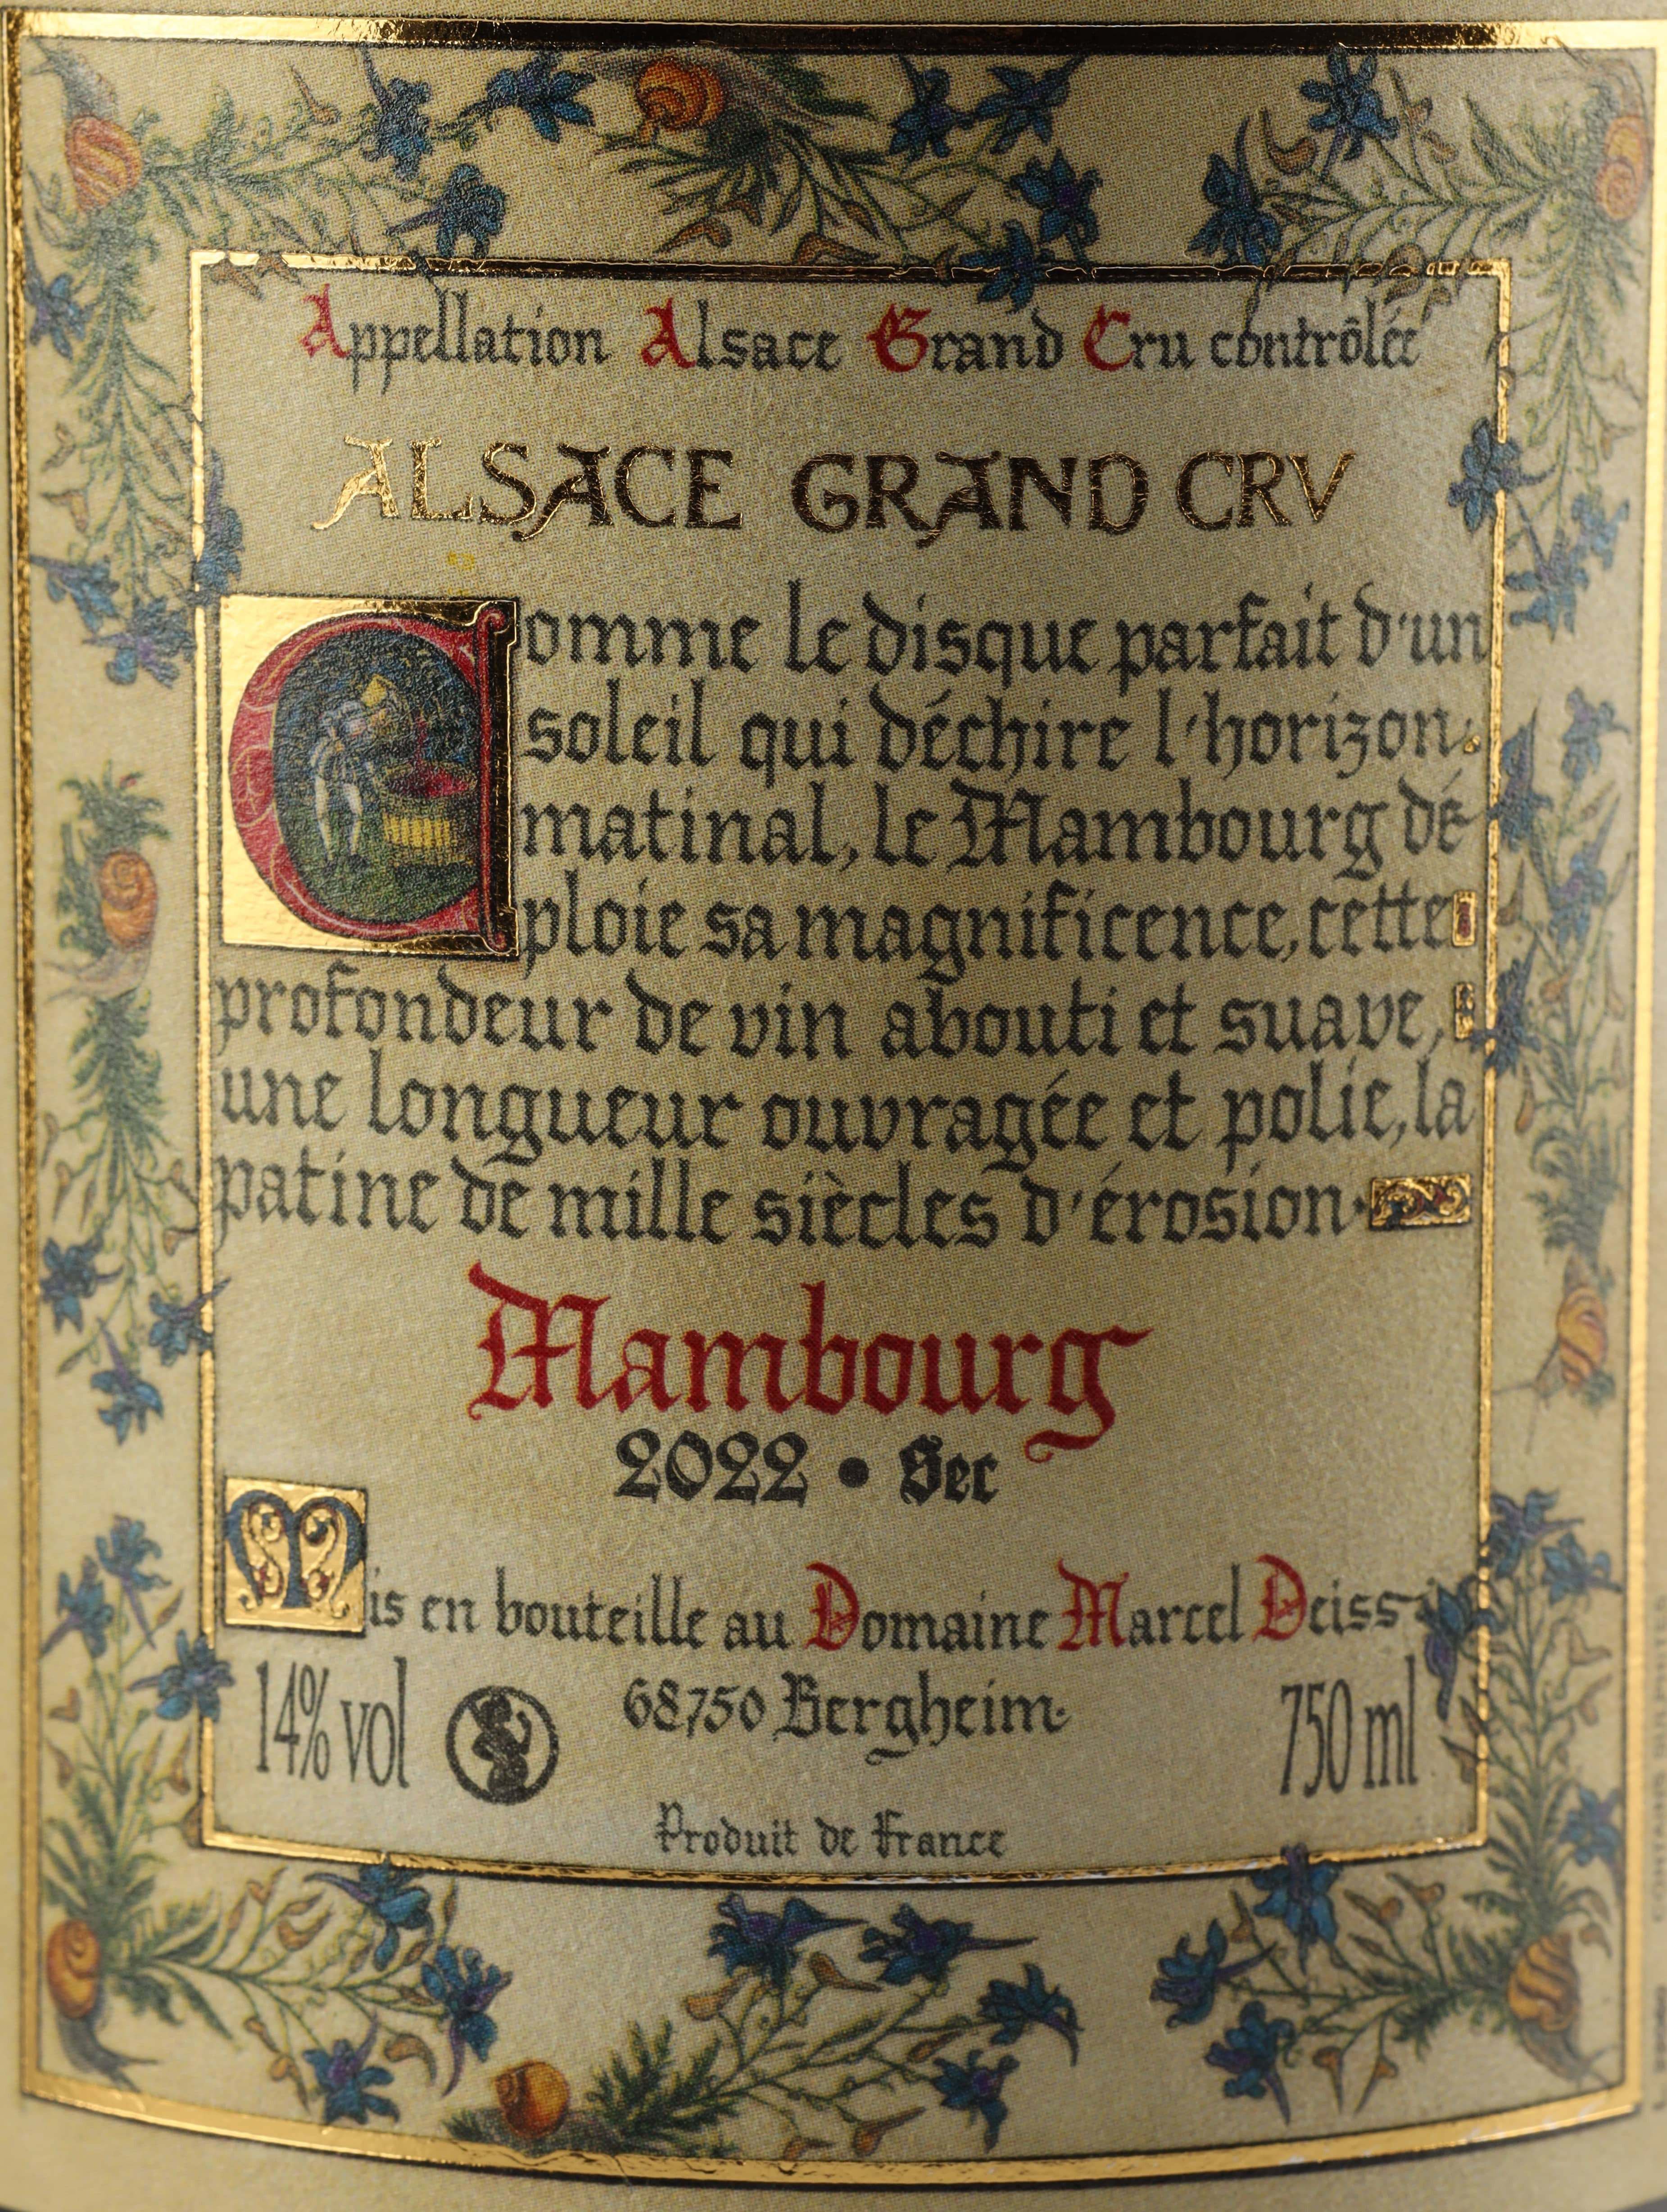 Appellation Alsace Grand Cru contrôlée
ALSACE GRAND CRV
Comme le disque parfait d'un
soleil qui déchire l'horizon
matinal, le Mambourg dé
ploie sa magnificence, cette
profondeur de vin abouti et suave,
une longueur ouvragée et polie, la
patine de mille siècles d'érosion.
Mambourg
2022 • Sec
Mis en bouteille au Domaine Marcel Deiss
14% vol 68750 Bergheim 750 ml
Produit de France